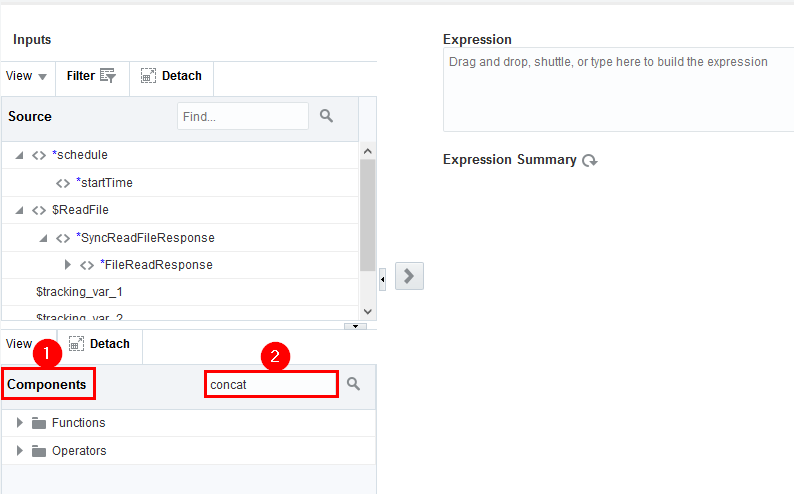 Inputs
View Filter Detach
Source Find...
*schedule
*startTime
$ReadFile
*SyncReadFileResponse
*FileReadResponse
$tracking_var_1
$tracking_var_2
View Detach
1
2
Components concat
Functions
Operators
Expression
Drag and drop, shuttle, or type here to build the expression
Expression Summary